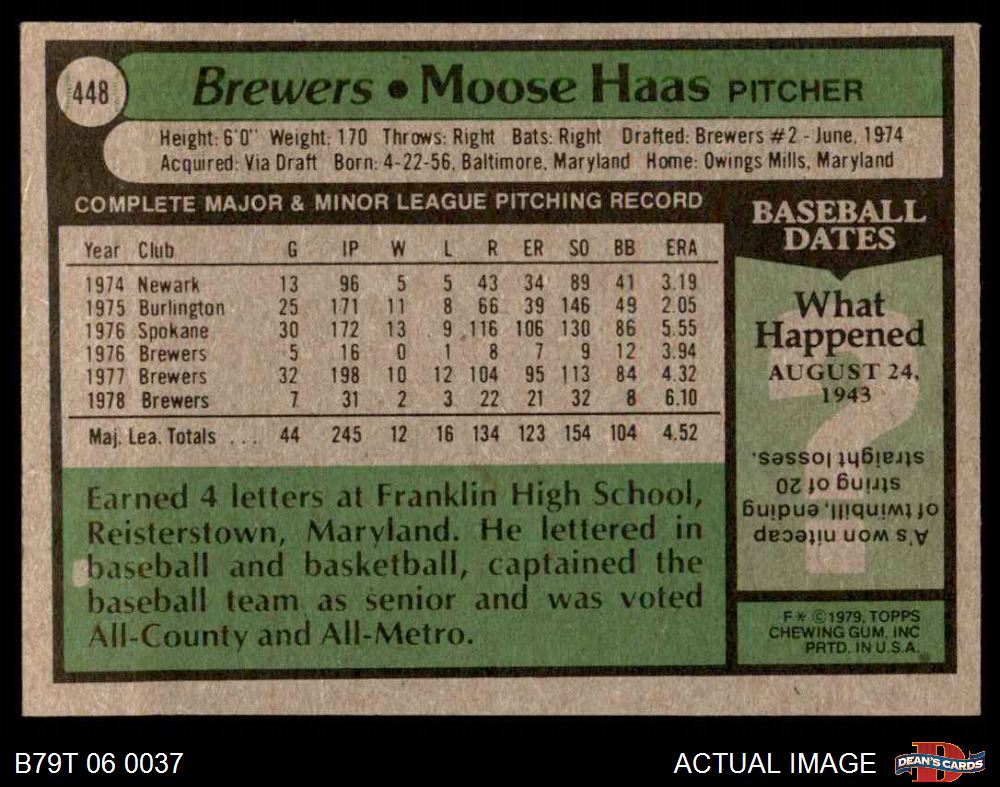 448
Brewers • Moose Haas PITCHER
Height: 6'0" Weight: 170 Throws: Right Bats: Right Drafted: Brewers #2 - June, 1974
Acquired: Via Draft Born: 4-22-56, Baltimore, Maryland Home: Owings Mills, Maryland
COMPLETE MAJOR & MINOR LEAGUE PITCHING RECORD
Year Club G IP W L R ER SO BB ERA
1974 Newark 13 96 5 5 43 34 89 41 3.19
1975 Burlington 25 171 11 8 66 39 146 49 2.05
1976 Spokane 30 172 13 9 116 106 130 86 5.55
1976 Brewers 5 16 0 1 8 7 9 12 3.94
1977 Brewers 32 198 10 12 104 95 113 84 4.32
1978 Brewers 7 31 2 3 22 21 32 8 6.10
Maj. Lea. Totals ... 44 245 12 16 134 123 154 104 4.52
Earned 4 letters at Franklin High School,
Reisterstown, Maryland. He lettered in
baseball and basketball, captained the
baseball team as senior and was voted
All-County and All-Metro.
BASEBALL
DATES
What
Happened
AUGUST 24,
1943
?
A's won nitecap
of twinbill, ending
string of 20
straight losses.
F* ©1979, TOPPS
CHEWING GUM, INC
PRTD. IN U.S.A.
B79T 06 0037
ACTUAL IMAGE
DEAN'S CARDS